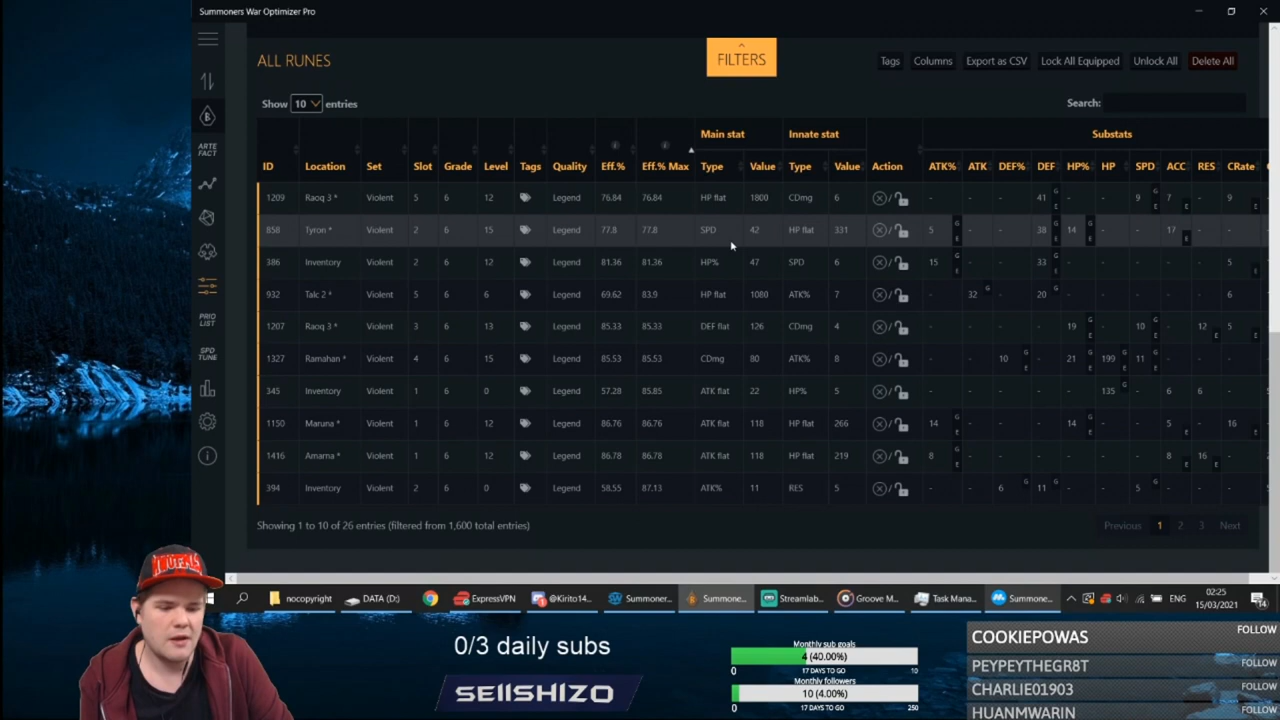 Summoners War Optimizer Pro
ALL RUNES
FILTERS
Tags Columns Export as CSV Lock All Equipped Unlock All Delete All
Show 10 entries
Search:
Main stat Innate stat Substats
ID Location Set Slot Grade Level Tags Quality Eff.% Eff.% Max Type Value Type Value Action ATK% ATK DEF% DEF HP% HP SPD ACC RES CRate
1209 Raoq 3 * Violent 5 6 12 Legend 76.84 76.84 HP flat 1800 CDmg 6 / - - - 41 G E - - 9 G 7 E - 9
858 Tyron * Violent 2 6 15 Legend 77.8 77.8 SPD 42 HP flat 331 / 5 G E - - 38 G E 14 G E - - 17 E - -
386 Inventory Violent 2 6 12 Legend 81.36 81.36 HP% 47 SPD 6 / 15 G E - - 33 G E - - - - - 5 E
932 Talc 2 * Violent 5 6 6 Legend 69.62 83.9 HP flat 1080 ATK% 7 / - 32 G - 20 E - - - - - 6
1207 Raoq 3 * Violent 3 6 13 Legend 85.33 85.33 DEF flat 126 CDmg 4 / - - - - 19 G E - 10 G E - 12 E 5 E
1327 Ramahan * Violent 4 6 15 Legend 85.53 85.53 CDmg 80 ATK% 8 / - - 10 E - 21 G E 199 G E 11 G E - - -
345 Inventory Violent 1 6 0 Legend 57.28 85.85 ATK flat 22 HP% 5 / - - - - - 135 G - 6 6 -
1150 Maruna * Violent 1 6 12 Legend 86.76 86.76 ATK flat 118 HP flat 266 / 14 G E - - - 14 G E - - 5 E - 16
1416 Amarna * Violent 1 6 12 Legend 86.78 86.78 ATK flat 118 HP flat 219 / 8 G E - - - - - - 8 E 16 E -
394 Inventory Violent 2 6 0 Legend 58.55 87.13 ATK% 11 RES 5 / - - 6 G 11 G - - 5 G - - -
Showing 1 to 10 of 26 entries (filtered from 1,600 total entries)
Previous 1 2 3 Next
ARTE
FACT
PRIO
LIST
SPD
TUNE
nocopyright DATA (D:) ExpressVPN @Kirito14... Summoner... Summone... Streamlab... Groove M... Task Mana... Summone... ENG
02:25
15/03/2021
14
0/3 daily subs
SELLSHIZO
Monthly sub goals
4 (40.00%)
0 17 DAYS TO GO 10
Monthly followers
10 (4.00%)
0 17 DAYS TO GO 250
COOKIEPOWAS FOLLOW
PEYPEYTHEGR8T FOLLOW
CHARLIE01903 FOLLOW
HUANMWARIN FOLLOW